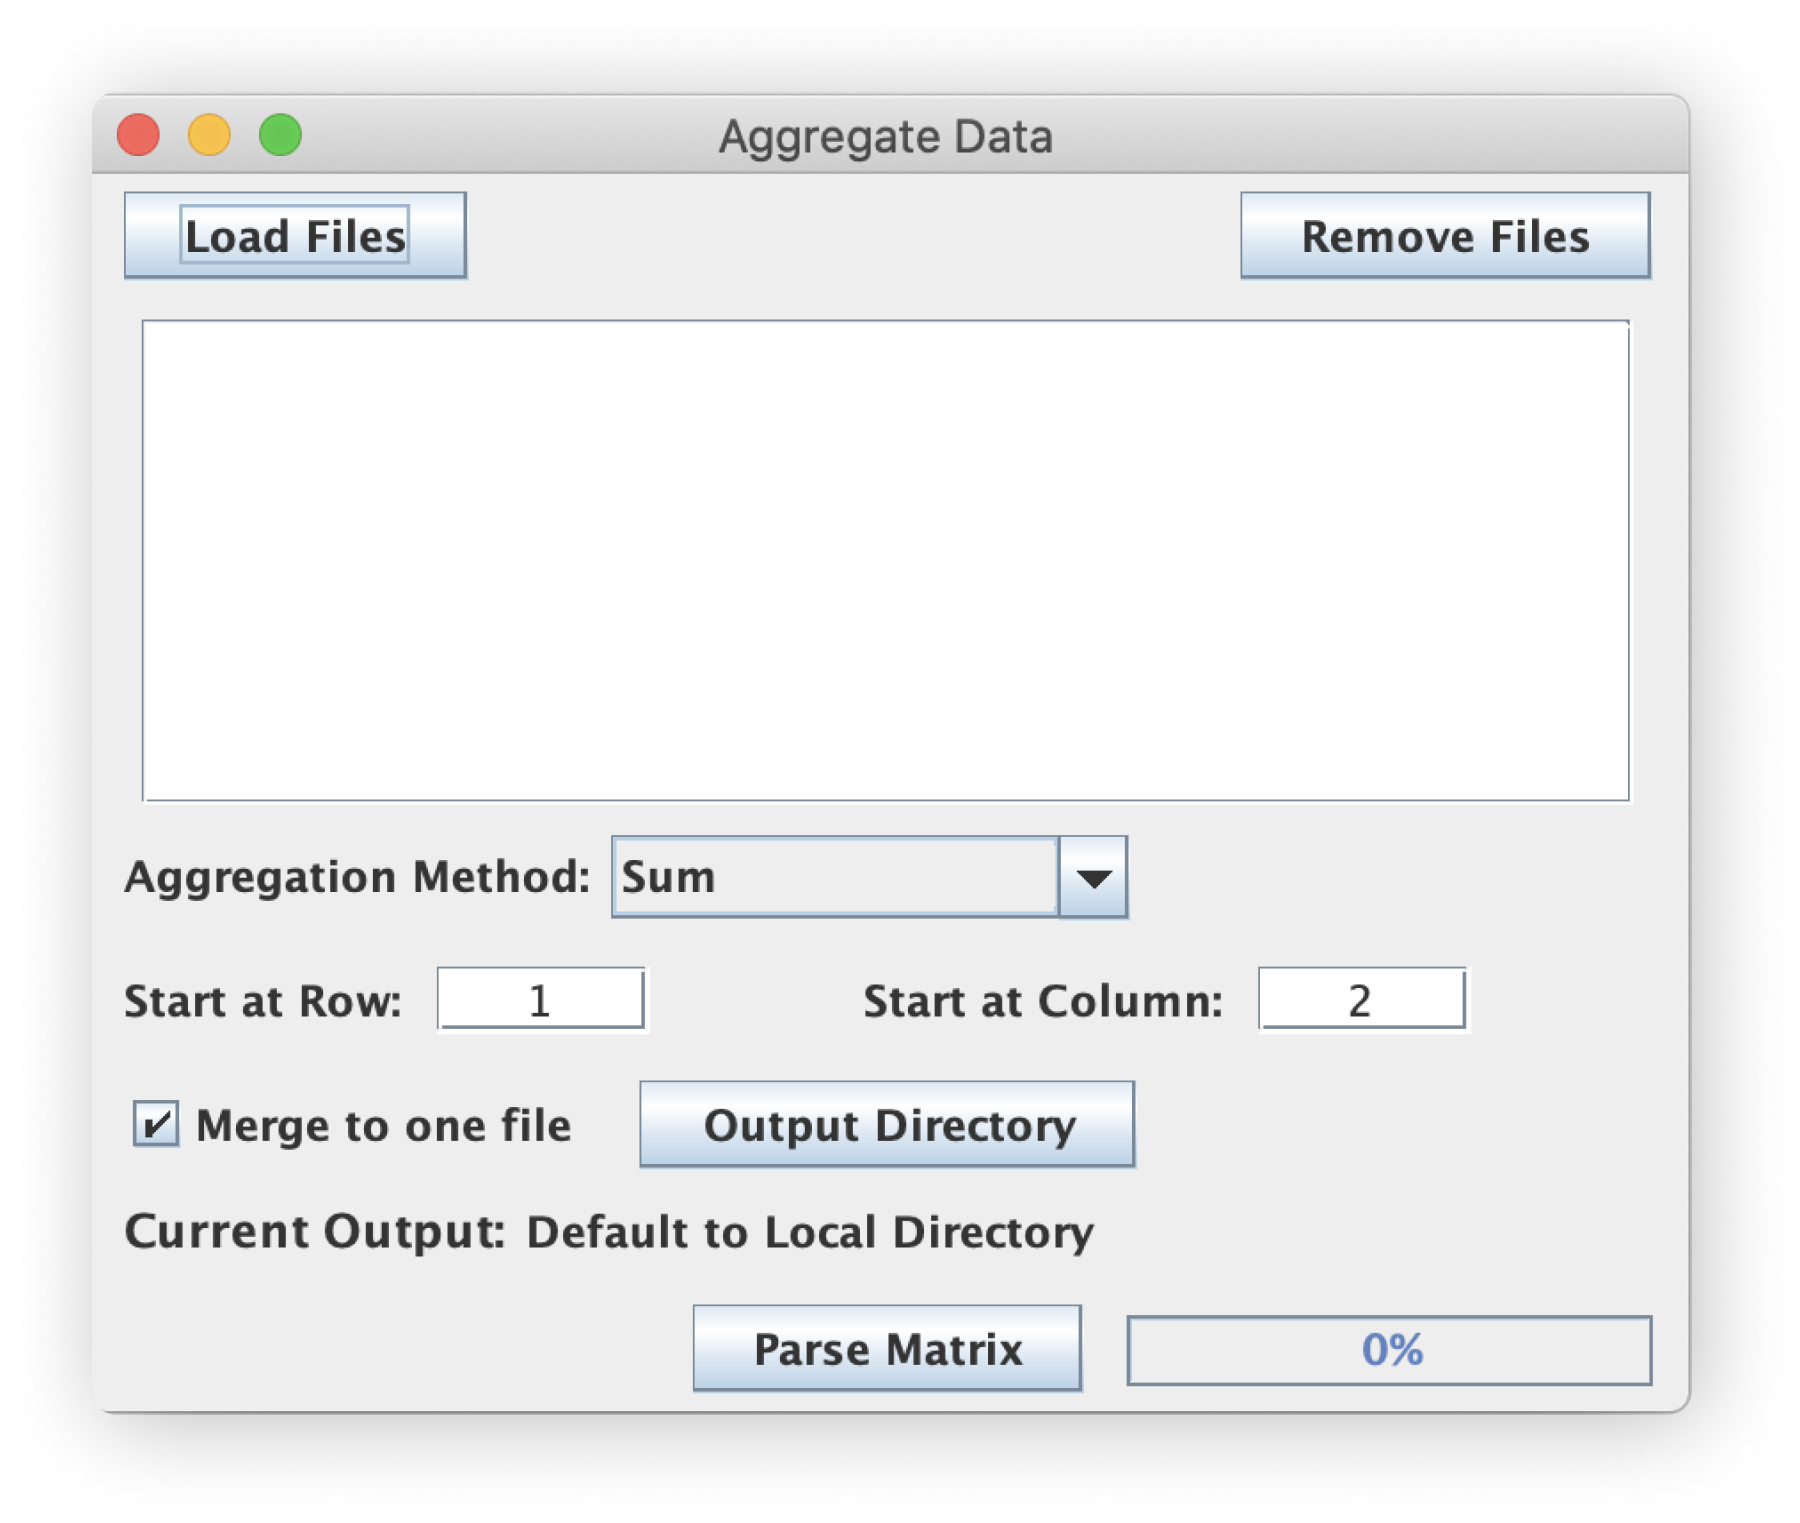 Aggregate Data
Load Files Remove Files
Aggregation Method: Sum
Start at Row: 1 Start at Column: 2
Merge to one file Output Directory
Current Output: Default to Local Directory
Parse Matrix 0%